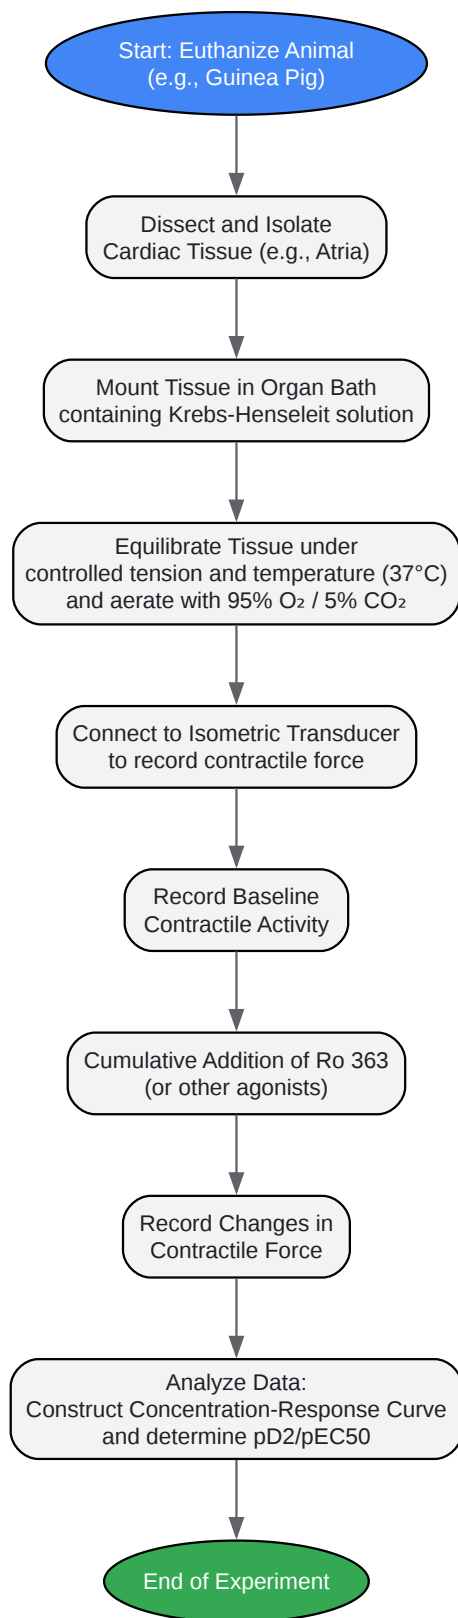 Start: Euthanize Animal
(e.g., Guinea Pig)
Dissect and Isolate
Cardiac Tissue (e.g., Atria)
Mount Tissue in Organ Bath
containing Krebs-Henseleit solution
Equilibrate Tissue under
controlled tension and temperature (37°C)
and aerate with 95% O₂ / 5% CO₂
Connect to Isometric Transducer
to record contractile force
Record Baseline
Contractile Activity
Cumulative Addition of Ro 363
(or other agonists)
Record Changes in
Contractile Force
Analyze Data:
Construct Concentration-Response Curve
and determine pD2/pEC50
End of Experiment